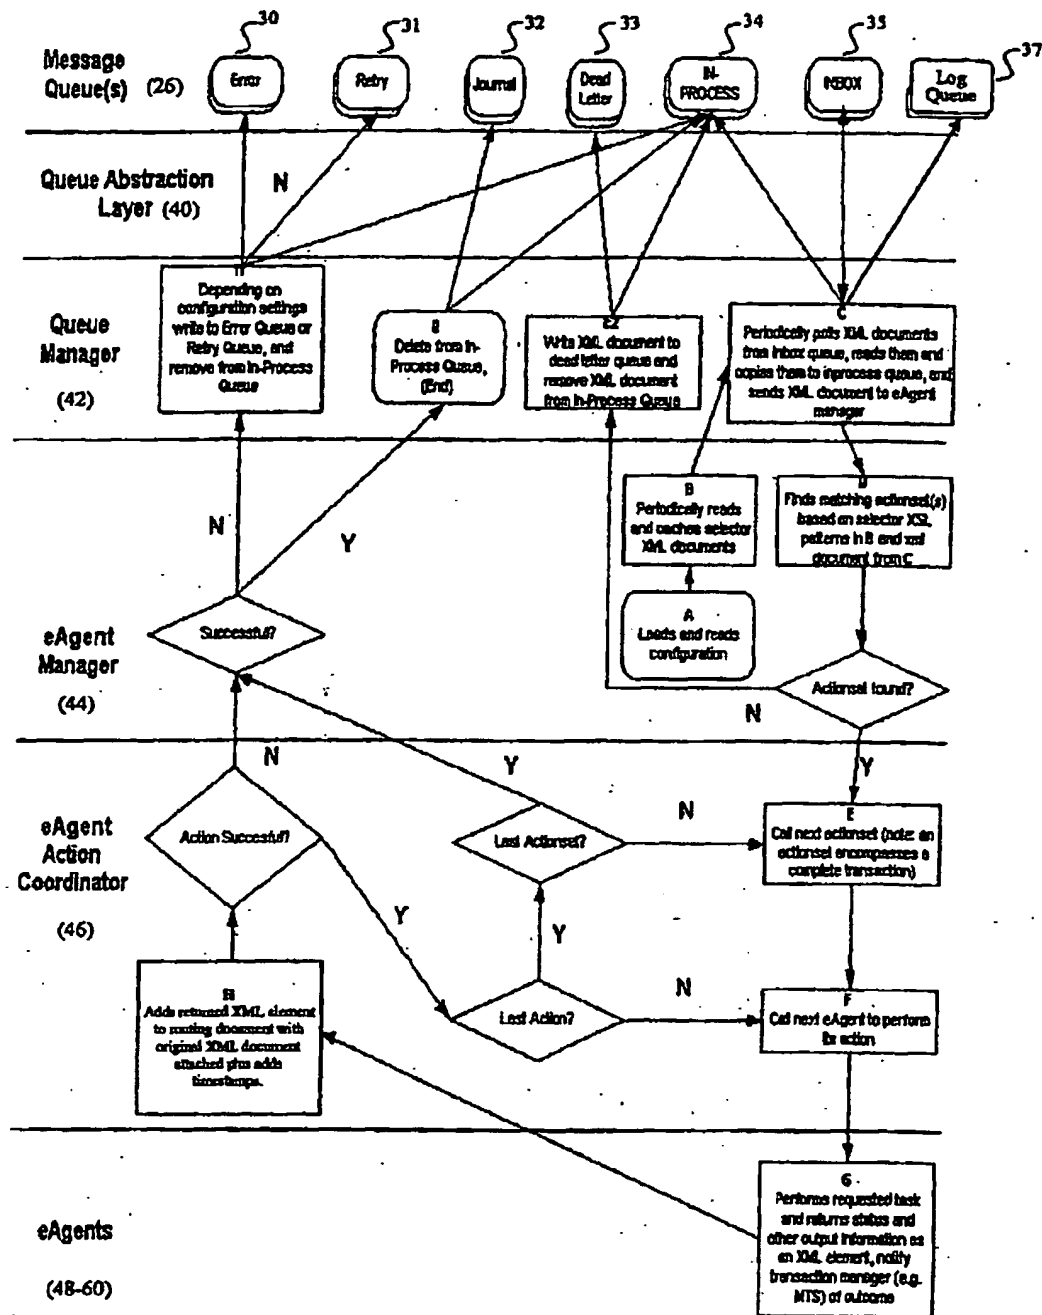 30
31
32
33
34
35
37
Message
Queue(s) (26)
Error
Retry
Journal
Dead
Letter
IN-
PROCESS
INBOX
Log
Queue
Queue Abstraction
Layer (40)
N
Queue
Manager
(42)
Depending on
configuration settings
write to Error Queue or
Retry Queue, and
remove from In-Process
Queue
Delete from In-
Process Queue,
(End)
E2
Write XML document to
dead letter queue and
remove XML document
from In-Process Queue
C
Periodically polls XML documents
from inbox queue, reads them and
copies them to inprocess queue, and
sends XML document to eAgent
manager
N
Y
B
Periodically reads
and caches selector
XML documents
D
Finds matching actionset(s)
based on selector XSL
patterns in B and xml
document from C
A
Loads and reads
configuration
eAgent
Manager
(44)
Successful?
Actionset found?
N
N
Y
Y
eAgent
Action
Coordinator
(46)
Action Succesful?
Last Actionset?
N
E
Call next actionset (note: an
actionset encompasses a
complete transaction)
Y
Y
H
Adds returned XML element
to routing document with
original XML document
attached plus adds
timestamps.
Last Action?
N
F
Call next eAgent to perform
action
eAgents
(48-60)
G
Performs requested task
and returns status and
other output information as
an XML element, notify
transaction manager (e.g.
MTS) of outcome